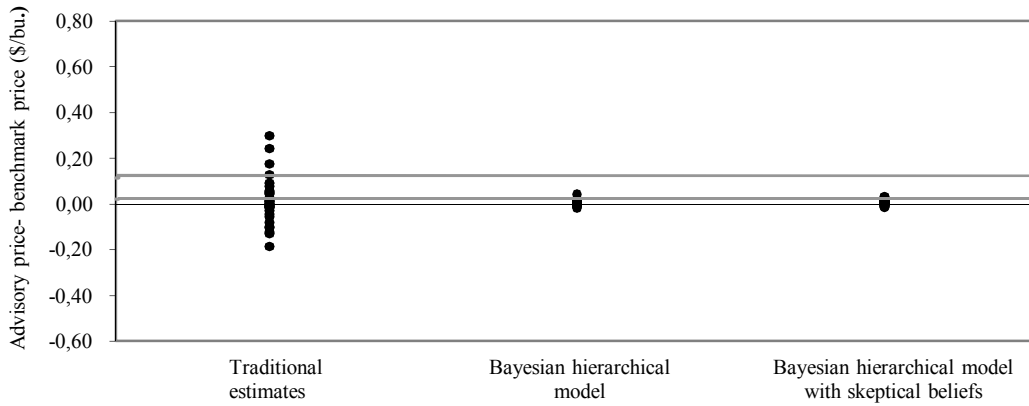 Advisory price- benchmark price ($/bu.)
0,80
0,60
0,40
0,20
0,00
-0,20
-0,40
-0,60
Traditional
estimates
Bayesian hierarchical
model
Bayesian hierarchical model
with skeptical beliefs